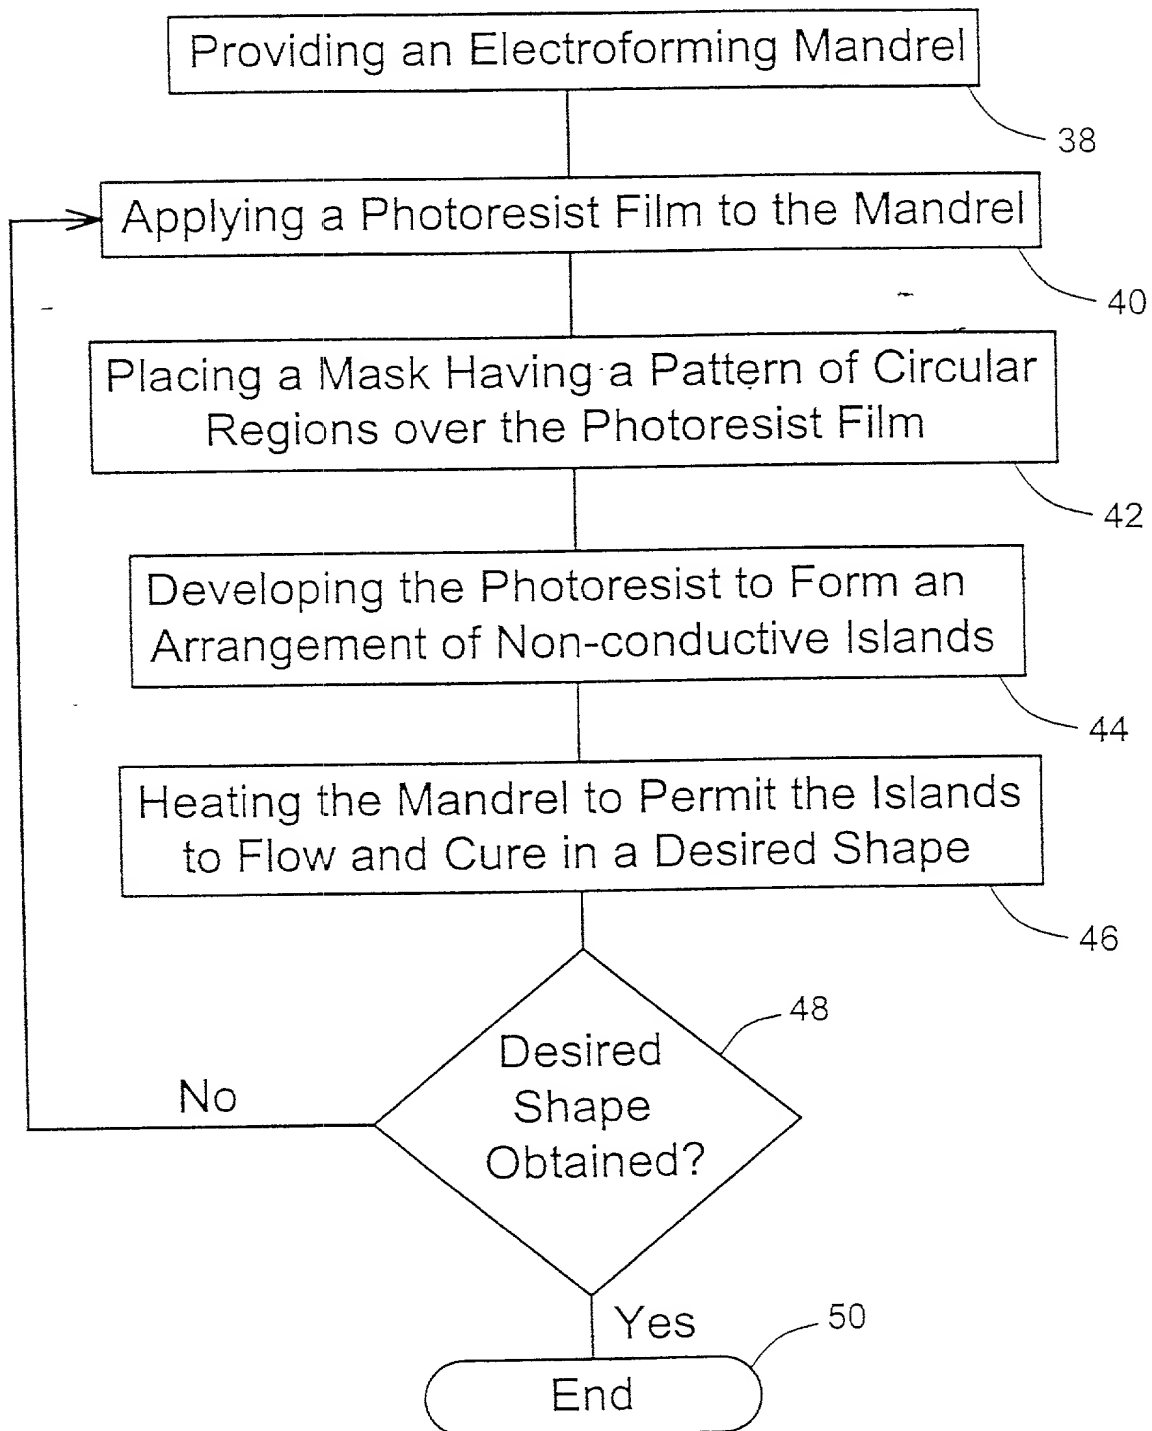 Providing an Electroforming Mandrel
38
Applying a Photoresist Film to the Mandrel
40
Placing a Mask Having a Pattern of Circular
Regions over the Photoresist Film
42
Developing the Photoresist to Form an
Arrangement of Non-conductive Islands
44
Heating the Mandrel to Permit the Islands
to Flow and Cure in a Desired Shape
46
48
Desired
Shape
Obtained?
No
Yes
50
End